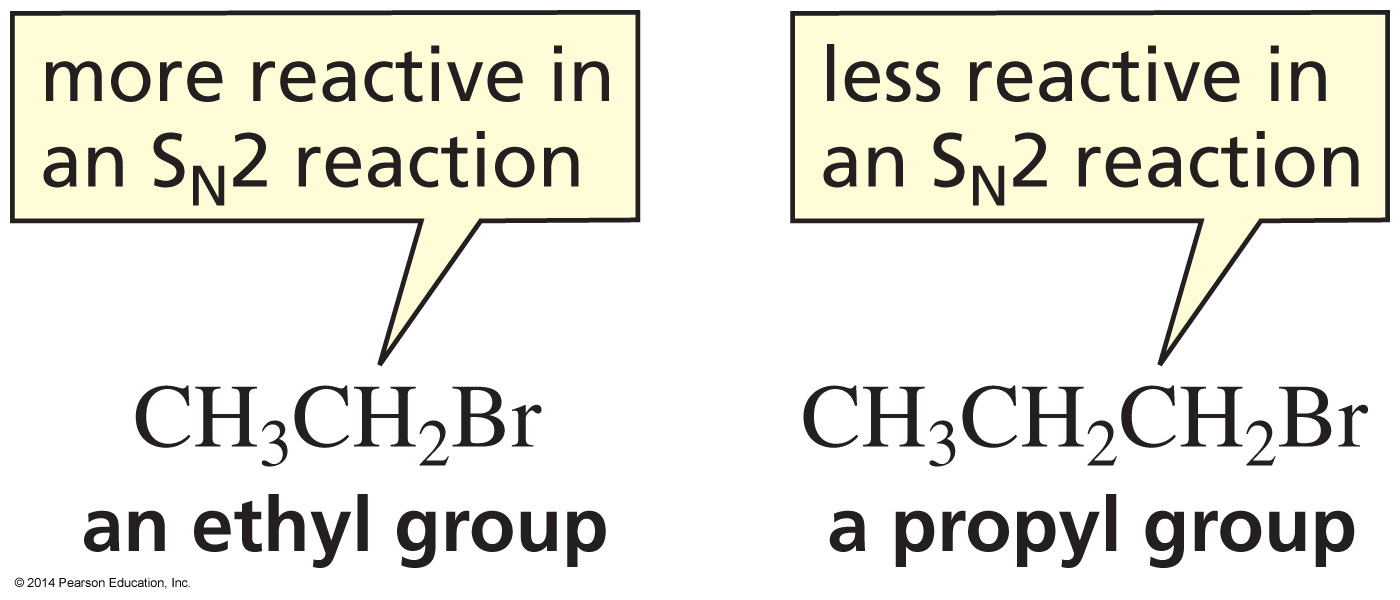 more reactive in
an SN2 reaction
less reactive in
an SN2 reaction
CH3CH2Br
an ethyl group
CH3CH2CH2Br
a propyl group
© 2014 Pearson Education, Inc.